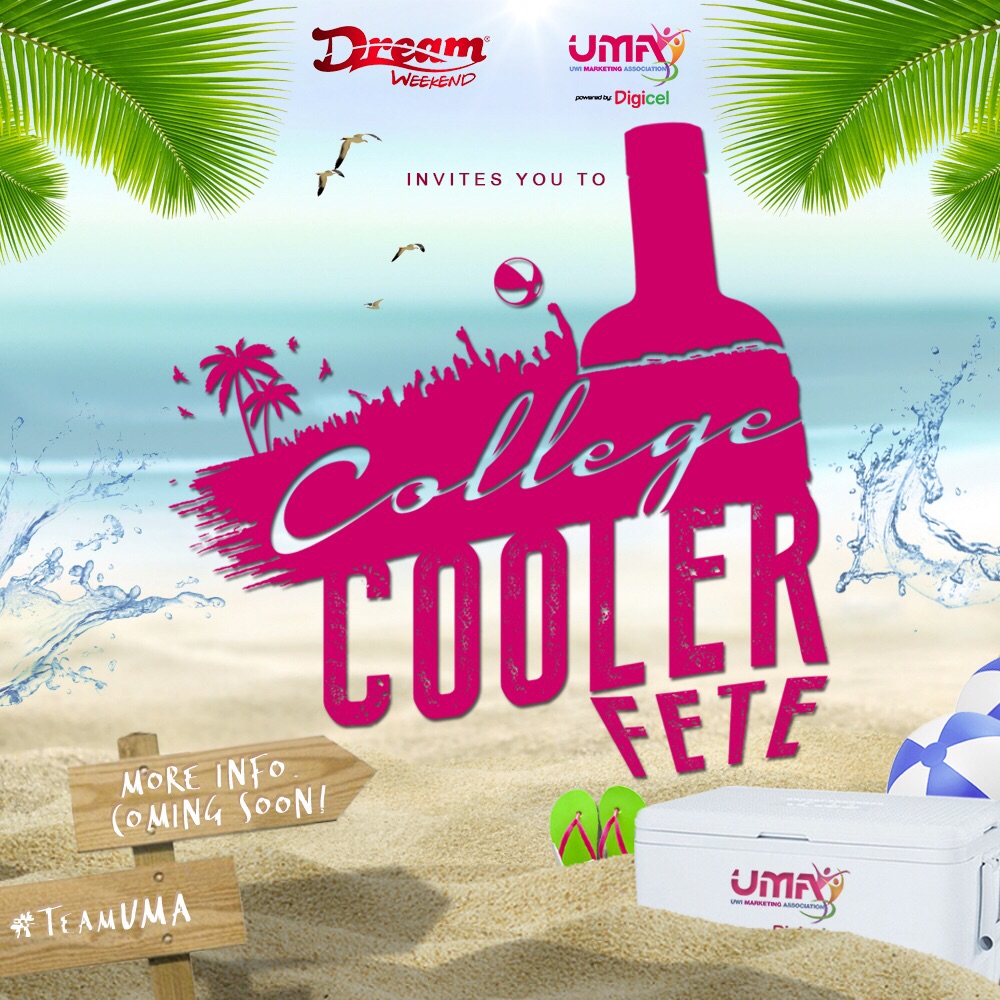 Dream®
WEEKEND
UMA
UWI MARKETING ASSOCIATION
powered by: Digicel
INVITES YOU TO
College
COOLER
FETE
MORE INFO.
COMING SOON!
#TEAMUMA
UMA
UWI MARKETING ASSOCIATION